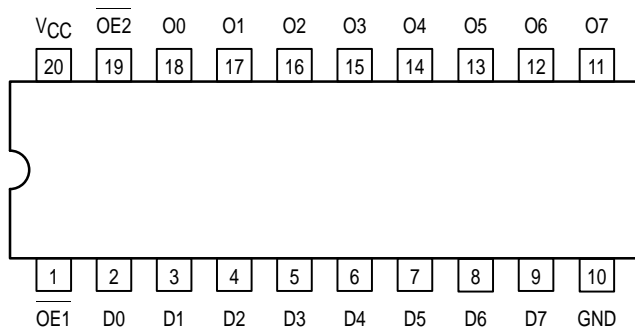 VCC OE2 O0 O1 O2 O3 O4 O5 O6 O7
20 19 18 17 16 15 14 13 12 11
1 2 3 4 5 6 7 8 9 10
OE1 D0 D1 D2 D3 D4 D5 D6 D7 GND